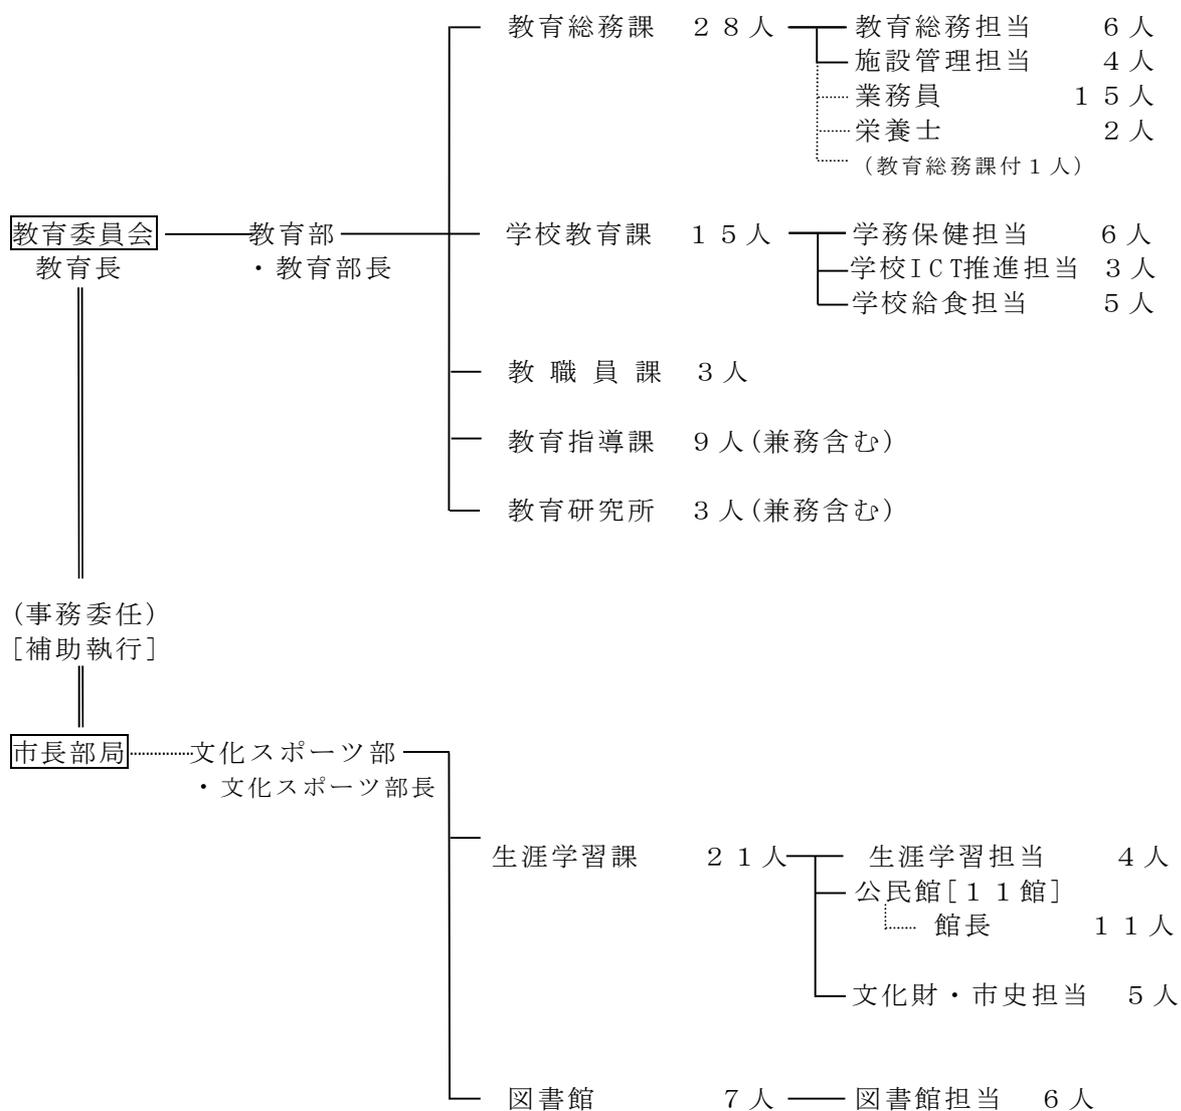 教育総務課　２８人　教育総務担当　６人
施設管理担当　４人
業務員　１５人
栄養士　２人
（教育総務課付１人）
教育委員会　教育部　学校教育課　１５人　学務保健担当　６人
教育長　・教育部長　学校ICT推進担当　３人
学校給食担当　５人
教職員課　３人
教育指導課　９人(兼務含む)
教育研究所　３人(兼務含む)
(事務委任)
[補助執行]
市長部局　文化スポーツ部
・文化スポーツ部長
生涯学習課　２１人　生涯学習担当　４人
公民館[１１館]
館長　１１人
文化財・市史担当　５人
図書館　７人　図書館担当　６人